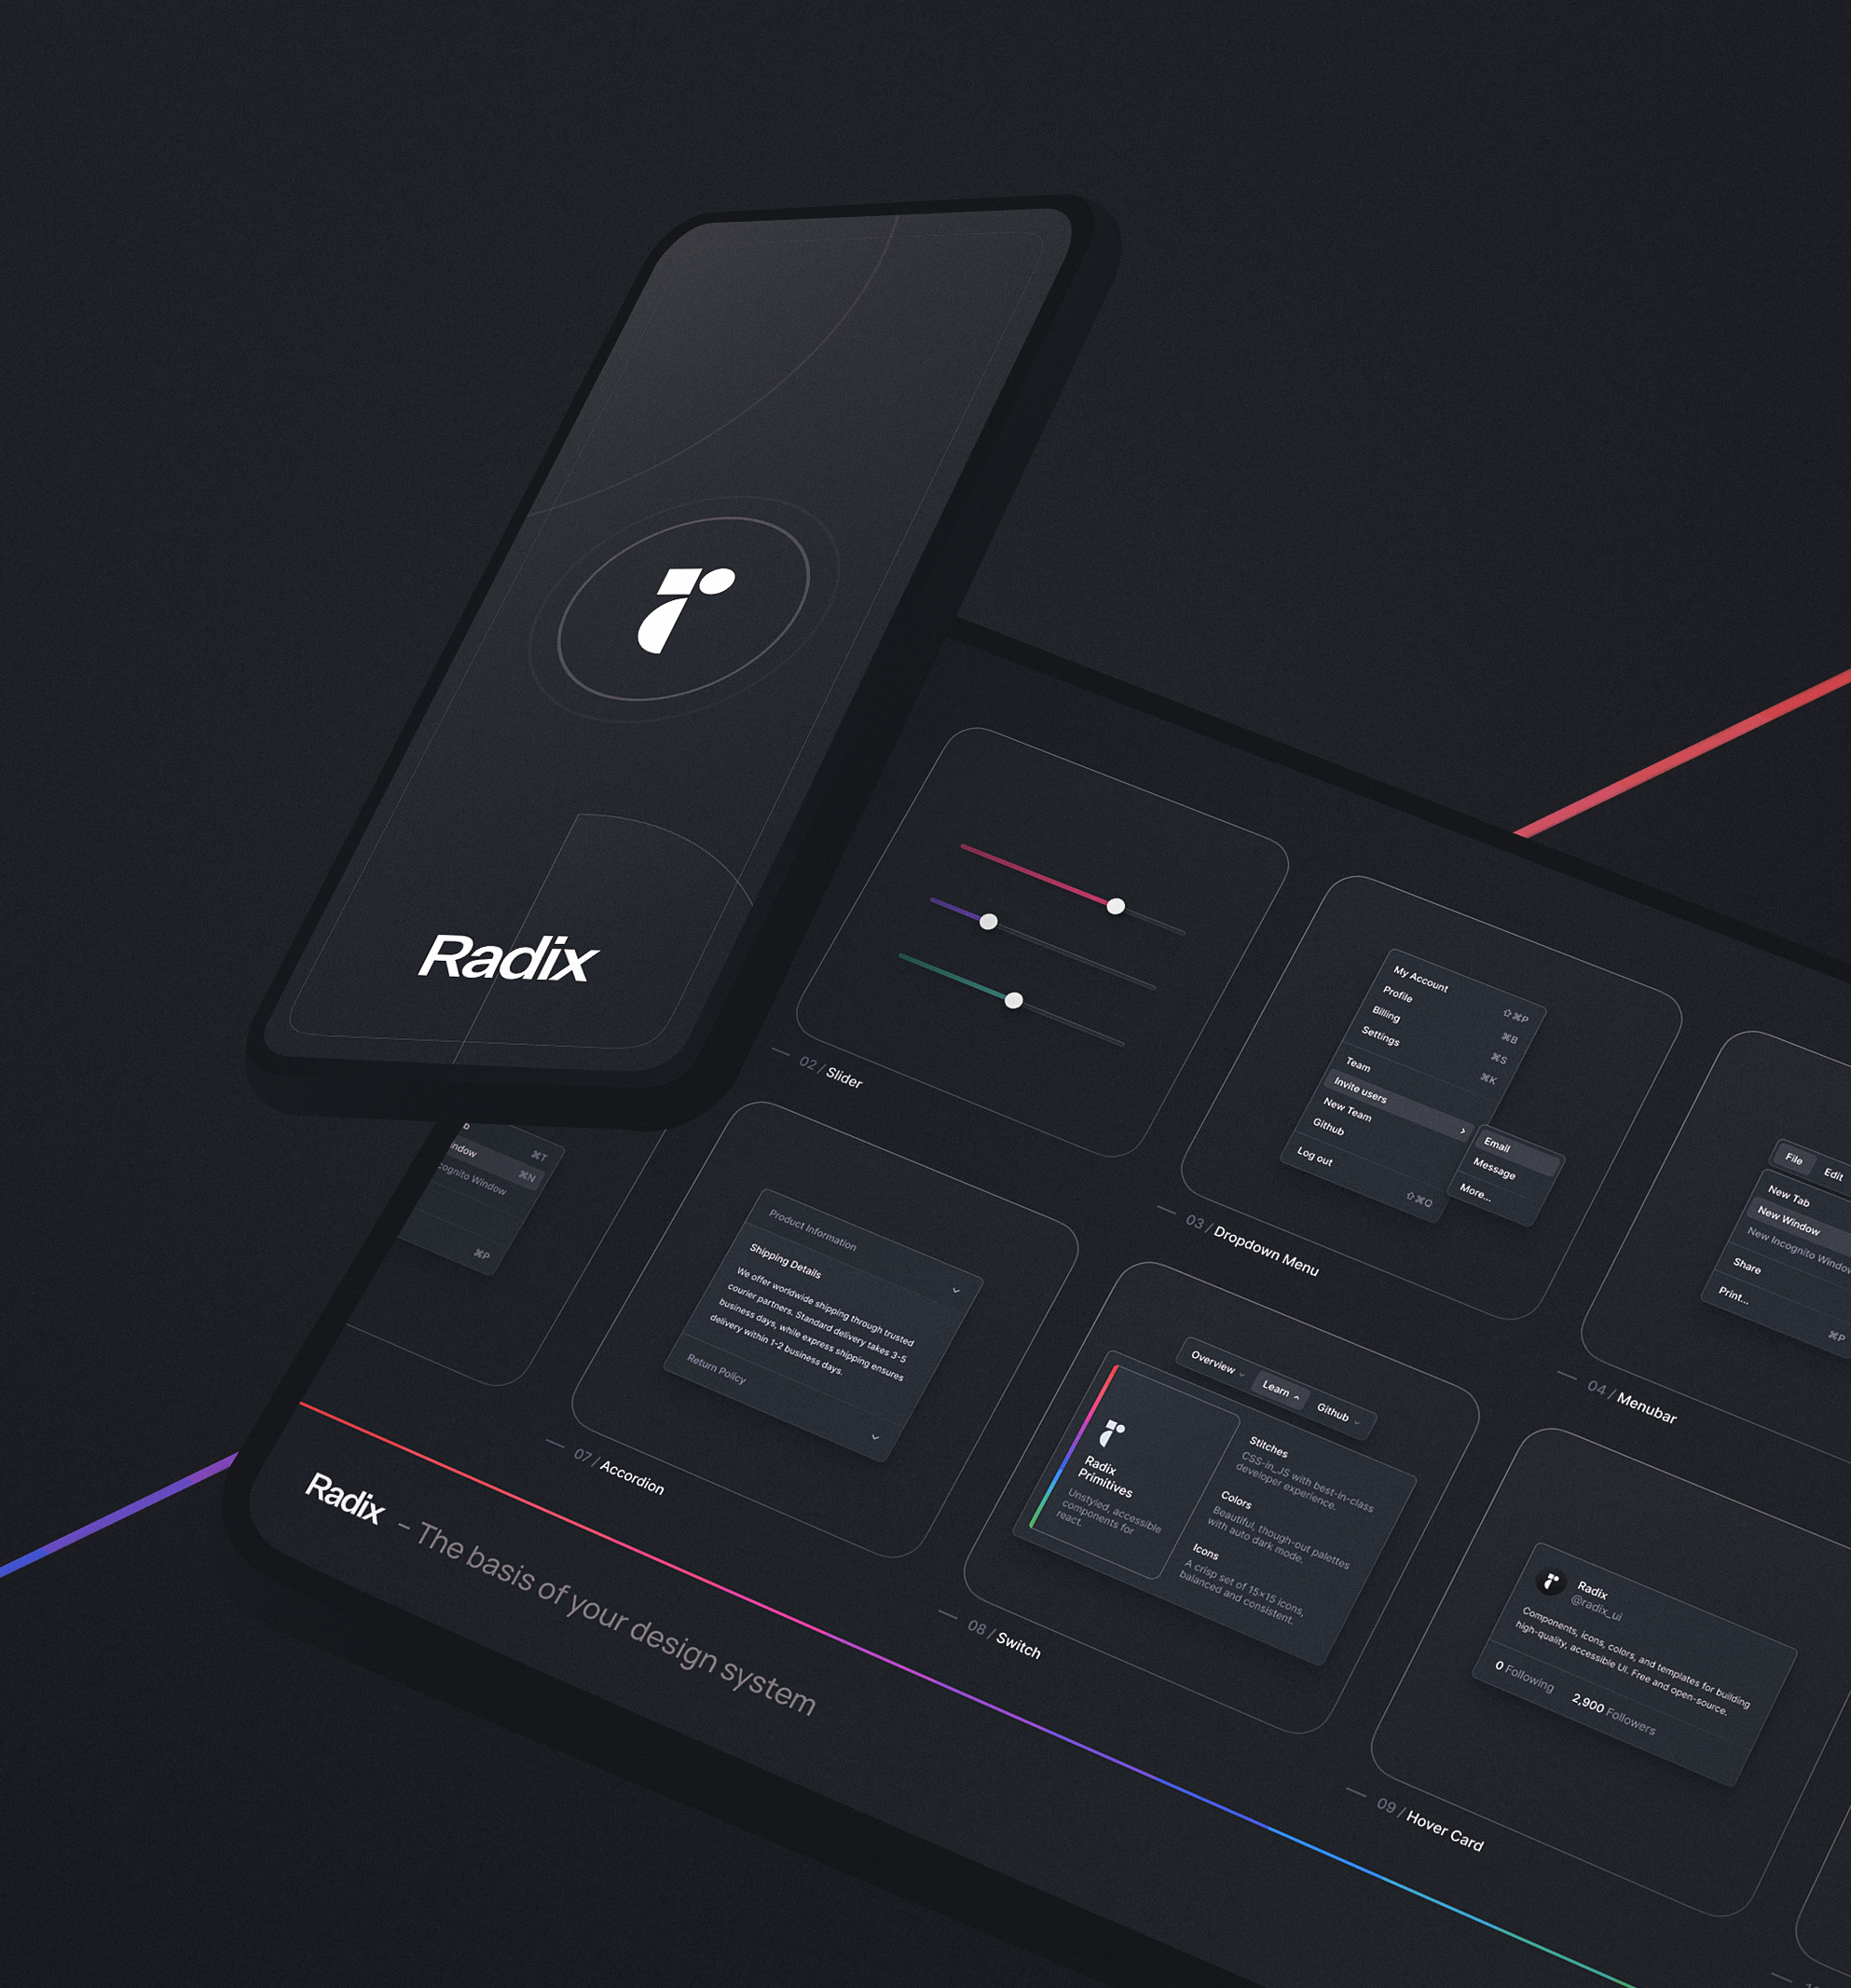 Radix
02 / Slider
My Account
Profile ⇧⌘P
Billing ⌘B
Settings ⌘S
⌘K
Team
Invite users
New Team
Github
Log out
⇧⌘Q
Email
Message
More...
03 / Dropdown Menu
File Edit
New Tab
New Window
New Incognito Window
Share
Print...
⌘P
04 / Menubar
⌘T
⌘N
cognito Window
⌘P
Product Information
Shipping Details
We offer worldwide shipping through trusted
courier partners. Standard delivery takes 3-5
business days, while express shipping ensures
delivery within 1-2 business days.
Return Policy
07 / Accordion
Overview Learn Github
Radix
Primitives
Unstyled, accessible
components for
react.
Stitches
CSS-in_JS with best-in-class
developer experience.
Colors
Beautiful, though-out palettes
with auto dark mode.
Icons
A crisp set of 15×15 icons,
balanced and consistent.
08 / Switch
Radix
@radix_ui
Components, icons, colors, and templates for building
high-quality, accessible UI. Free and open-source.
0 Following 2,900 Followers
09 / Hover Card
Radix – The basis of your design system